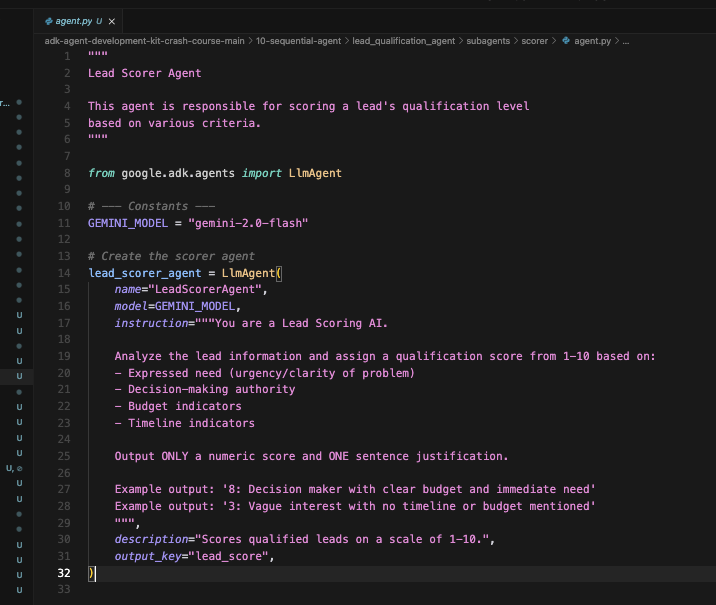 agent.py U ×
adk-agent-development-kit-crash-course-main > 10-sequential-agent > lead_qualification_agent > subagents > scorer > agent.py > ...
1 """
2 Lead Scorer Agent
3
4 This agent is responsible for scoring a lead's qualification level
5 based on various criteria.
6 """
7
8 from google.adk.agents import LlmAgent
9
10 # --- Constants ---
11 GEMINI_MODEL = "gemini-2.0-flash"
12
13 # Create the scorer agent
14 lead_scorer_agent = LlmAgent(
15     name="LeadScorerAgent",
16     model=GEMINI_MODEL,
17     instruction="""You are a Lead Scoring AI.
18
19     Analyze the lead information and assign a qualification score from 1-10 based on:
20     - Expressed need (urgency/clarity of problem)
21     - Decision-making authority
22     - Budget indicators
23     - Timeline indicators
24
25     Output ONLY a numeric score and ONE sentence justification.
26
27     Example output: '8: Decision maker with clear budget and immediate need'
28     Example output: '3: Vague interest with no timeline or budget mentioned'
29     """,
30     description="Scores qualified leads on a scale of 1-10.",
31     output_key="lead_score",
32 )
33
r...
U
U
U
U
U
U
U
U
U,
U
U
U
U
U
U